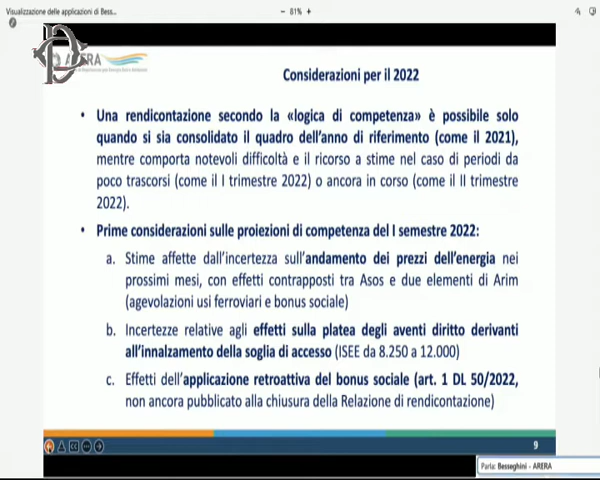 Visualizzazione delle applicazioni di Bess...
− 81% +
ARERA
Considerazioni per il 2022
• Una rendicontazione secondo la «logica di competenza» è possibile solo
quando si sia consolidato il quadro dell'anno di riferimento (come il 2021),
mentre comporta notevoli difficoltà e il ricorso a stime nel caso di periodi da
poco trascorsi (come il I trimestre 2022) o ancora in corso (come il II trimestre
2022).
• Prime considerazioni sulle proiezioni di competenza del I semestre 2022:
a. Stime affette dall'incertezza sull'andamento dei prezzi dell'energia nei
prossimi mesi, con effetti contrapposti tra Asos e due elementi di Arim
(agevolazioni usi ferroviari e bonus sociale)
b. Incertezze relative agli effetti sulla platea degli aventi diritto derivanti
all'innalzamento della soglia di accesso (ISEE da 8.250 a 12.000)
c. Effetti dell'applicazione retroattiva del bonus sociale (art. 1 DL 50/2022,
non ancora pubblicato alla chiusura della Relazione di rendicontazione)
9
Parla: Besseghini - ARERA